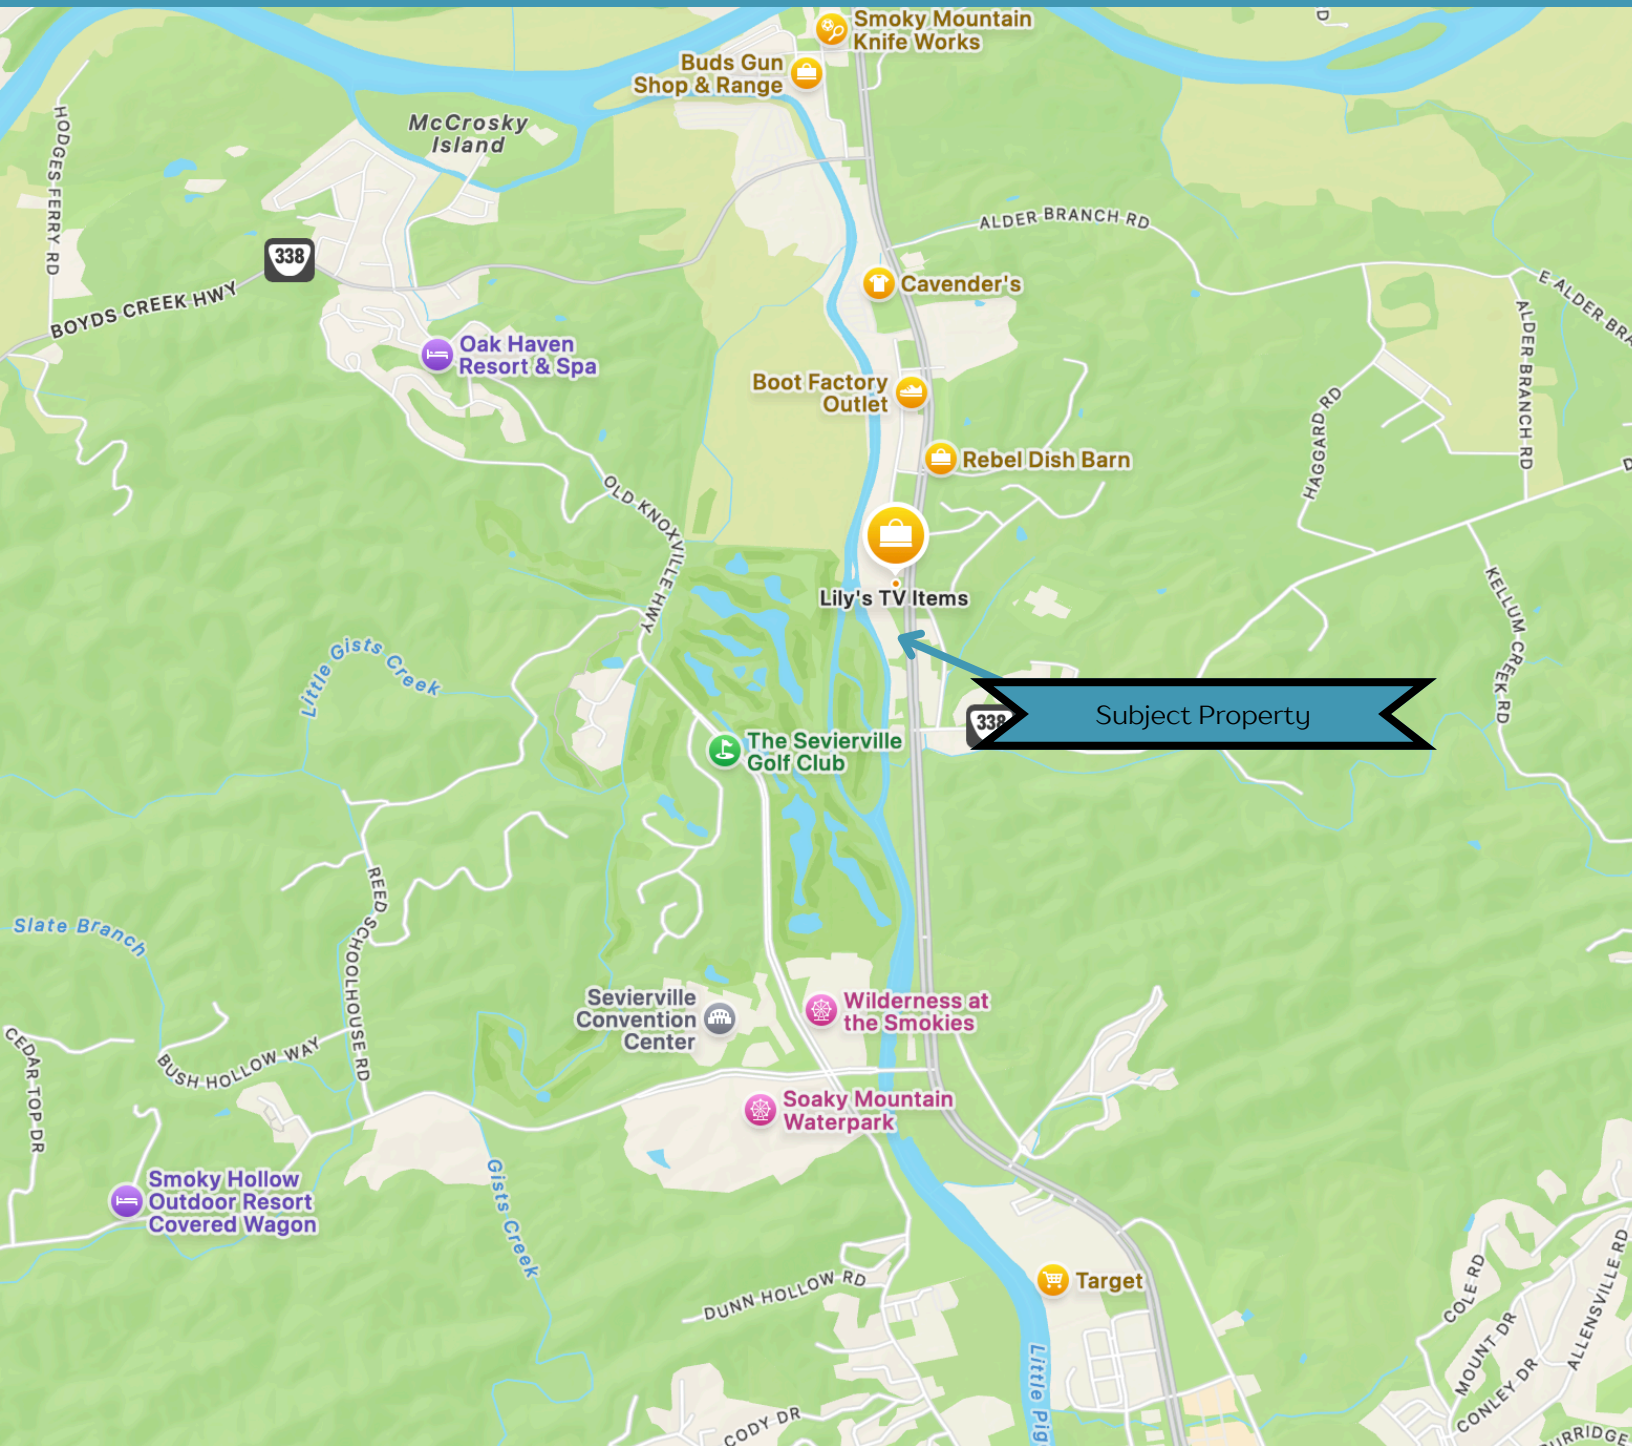 Smoky Mountain
Knife Works
Buds Gun
Shop & Range
McCrosky
Island
HODGES FERRY RD
ALDER BRANCH RD
338
BOYDS CREEK HWY
Cavender's
E ALDER BRA
Oak Haven
Resort & Spa
ALDER BRANCH RD
Boot Factory
Outlet
HAGGARD RD
Rebel Dish Barn
OLD KNOXVILLE HWY
Lily's TV Items
KELLUM CREEK RD
Little Gists Creek
Subject Property
338
The Sevierville
Golf Club
REED SCHOOLHOUSE RD
Slate Branch
Sevierville
Convention
Center
Wilderness at
the Smokies
CEDAR TOP DR
BUSH HOLLOW WAY
Soaky Mountain
Waterpark
Smoky Hollow
Outdoor Resort
Covered Wagon
Gists Creek
DUNN HOLLOW RD
Target
COLE RD
ALLENSVILLE RD
MOUNT DR
Little Pig
CONLEY DR
CODY DR
URRIDGE